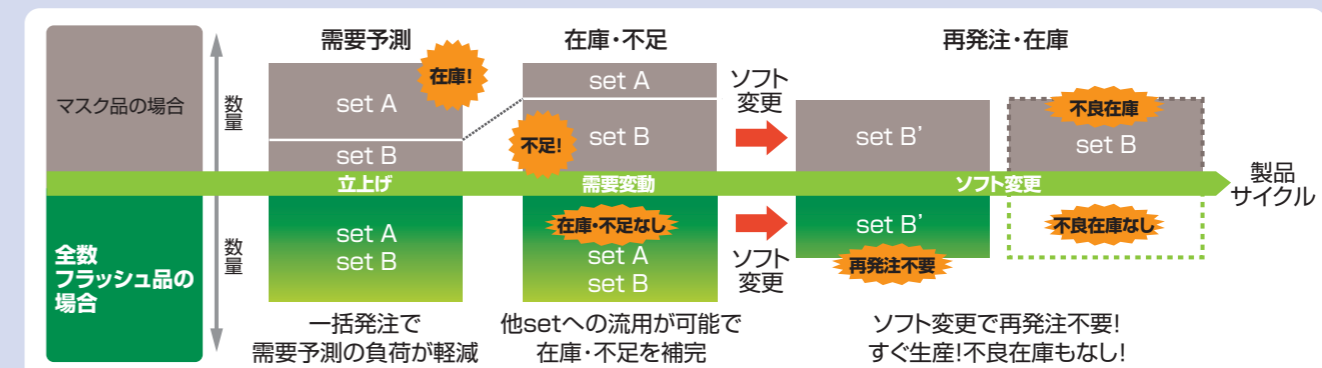 需要予測
在庫・不足
再発注・在庫
マスク品の場合
数量
set A
在庫!
set B
set A
不足!
set B
ソフト
変更
set B’
不良在庫
set B
立上げ
需要変動
ソフト変更
製品
サイクル
全数
フラッシュ品の
場合
数量
set A
set B
在庫・不足なし
set A
set B
ソフト
変更
set B’
再発注不要
不良在庫なし
一括発注で
需要予測の負荷が軽減
他setへの流用が可能で
在庫・不足を補完
ソフト変更で再発注不要!
すぐ生産!不良在庫もなし!